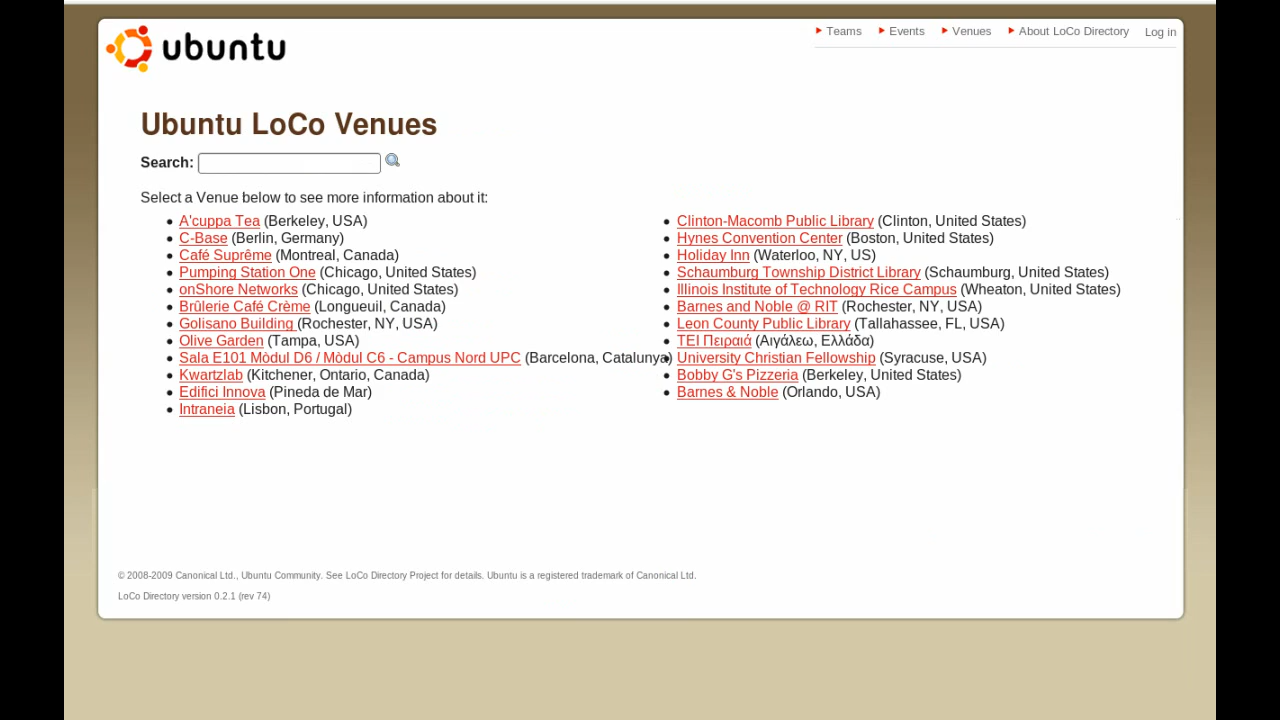 ubuntu
Teams Events Venues About LoCo Directory Log in
Ubuntu LoCo Venues
Search:
Select a Venue below to see more information about it:
A'cuppa Tea (Berkeley, USA)
C-Base (Berlin, Germany)
Café Suprême (Montreal, Canada)
Pumping Station One (Chicago, United States)
onShore Networks (Chicago, United States)
Brûlerie Café Crème (Longueuil, Canada)
Golisano Building (Rochester, NY, USA)
Olive Garden (Tampa, USA)
Sala E101 Mòdul D6 / Mòdul C6 - Campus Nord UPC (Barcelona, Catalunya)
Kwartzlab (Kitchener, Ontario, Canada)
Edifici Innova (Pineda de Mar)
Intraneia (Lisbon, Portugal)
Clinton-Macomb Public Library (Clinton, United States)
Hynes Convention Center (Boston, United States)
Holiday Inn (Waterloo, NY, US)
Schaumburg Township District Library (Schaumburg, United States)
Illinois Institute of Technology Rice Campus (Wheaton, United States)
Barnes and Noble @ RIT (Rochester, NY, USA)
Leon County Public Library (Tallahassee, FL, USA)
ΤΕΙ Πειραιά (Αιγάλεω, Ελλάδα)
University Christian Fellowship (Syracuse, USA)
Bobby G's Pizzeria (Berkeley, United States)
Barnes & Noble (Orlando, USA)
© 2008-2009 Canonical Ltd., Ubuntu Community. See LoCo Directory Project for details. Ubuntu is a registered trademark of Canonical Ltd.
LoCo Directory version 0.2.1 (rev 74)